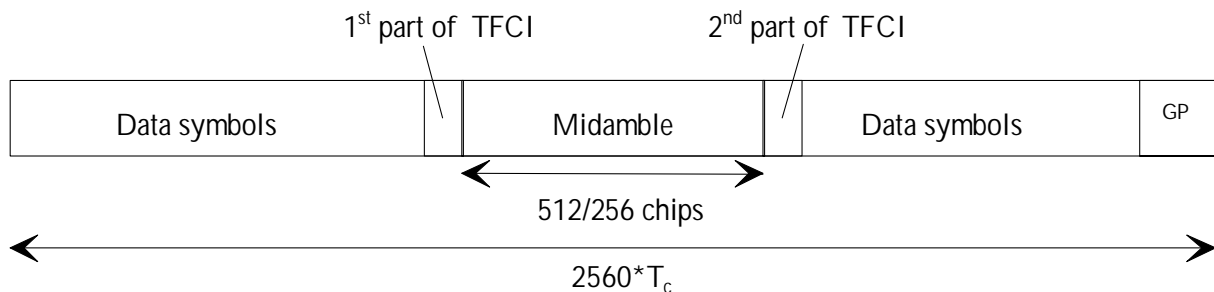 1st part of TFCI
2nd part of TFCI
Data symbols
Midamble
Data symbols
GP
512/256 chips
2560*Tc